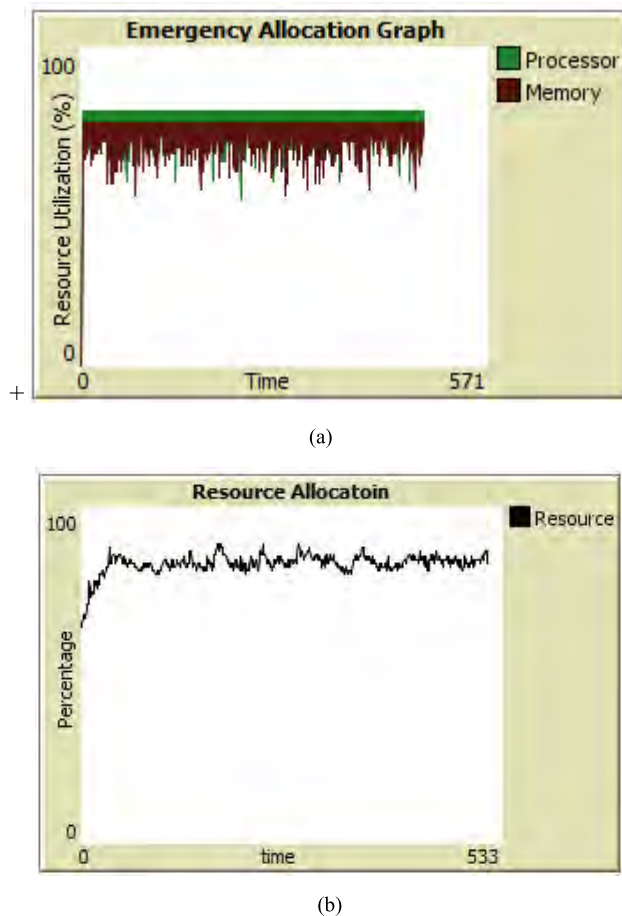 Emergency Allocation Graph
100
Resource Utilization (%)
0
0 Time 571
Processor
Memory
+
(a)
Resource Allocatoin
100
Percentage
0
0 time 533
Resource
(b)